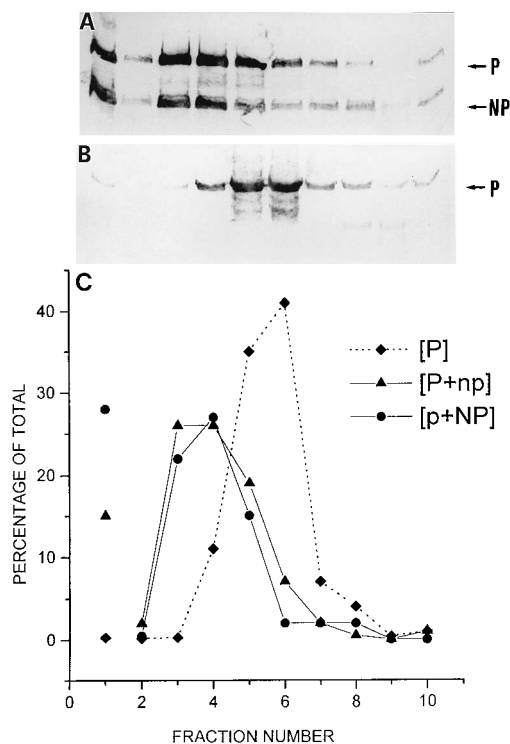 A
←P
←NP
B
←P
C
PERCENTAGE OF TOTAL
40
30
20
10
0
[P]
[P+np]
[p+NP]
0 2 4 6 8 10
FRACTION NUMBER